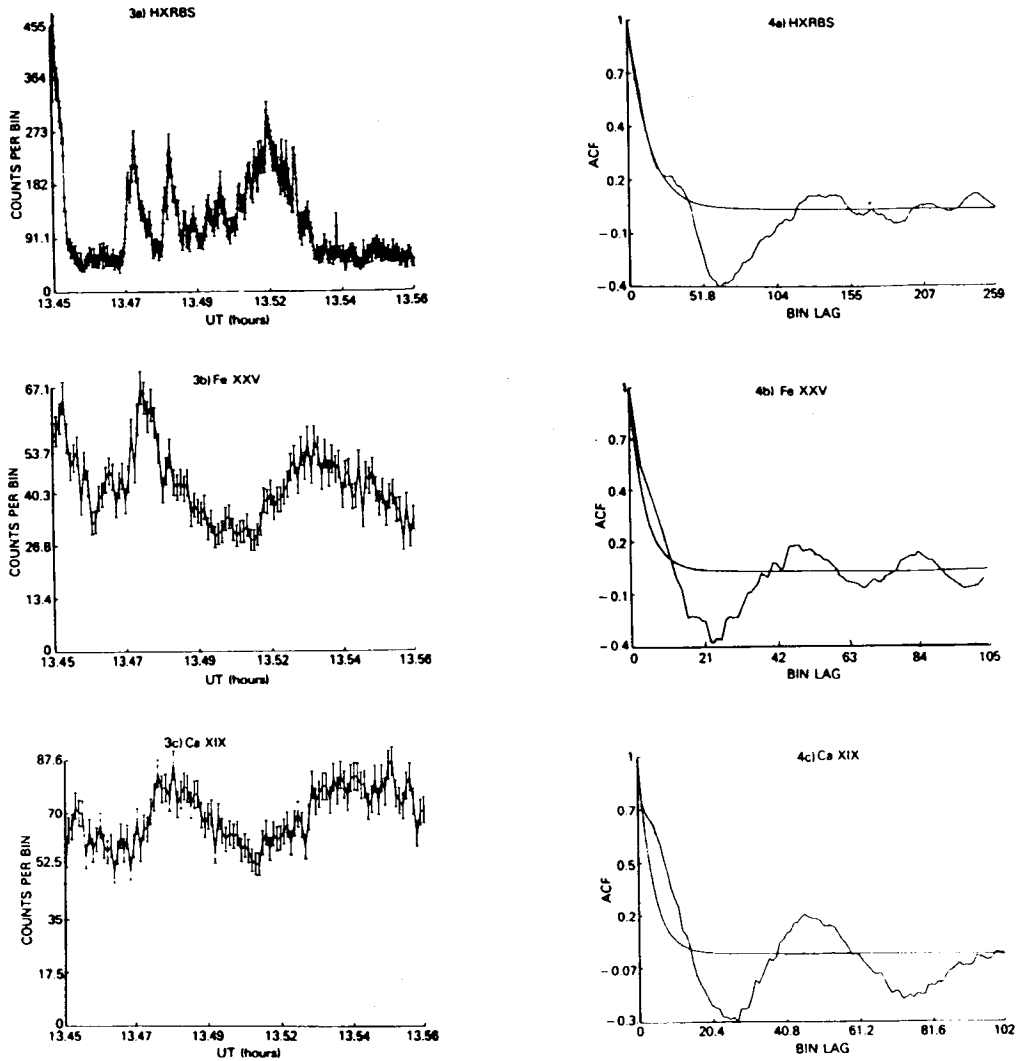 3a) HXRBS
455
364
273
182
91.1
0
COUNTS PER BIN
13.45 13.47 13.49 13.52 13.54 13.56
UT (hours)
4a) HXRBS
1
0.7
0.4
0.2
−0.1
−0.4
ACF
0 51.8 104 155 207 259
BIN LAG
3b) Fe XXV
67.1
53.7
40.3
26.8
13.4
0
COUNTS PER BIN
13.45 13.47 13.49 13.52 13.54 13.56
UT (hours)
4b) Fe XXV
1
0.7
0.4
0.2
−0.1
−0.4
ACF
0 21 42 63 84 105
BIN LAG
3c) Ca XIX
87.6
70
52.5
35
17.5
0
COUNTS PER BIN
13.45 13.47 13.49 13.52 13.54 13.56
UT (hours)
4c) Ca XIX
1
0.7
0.5
0.2
−0.07
−0.3
ACF
0 20.4 40.8 61.2 81.6 102
BIN LAG